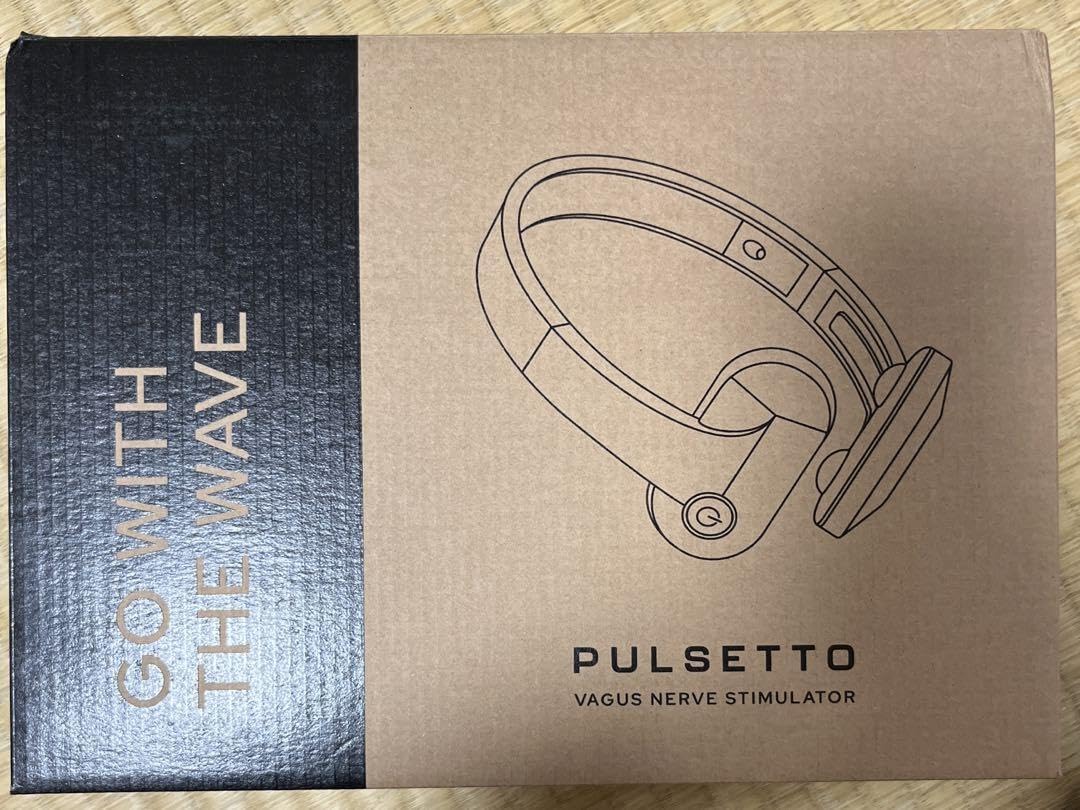 GO WITH
THE WAVE
PULSETTO
VAGUS NERVE STIMULATOR